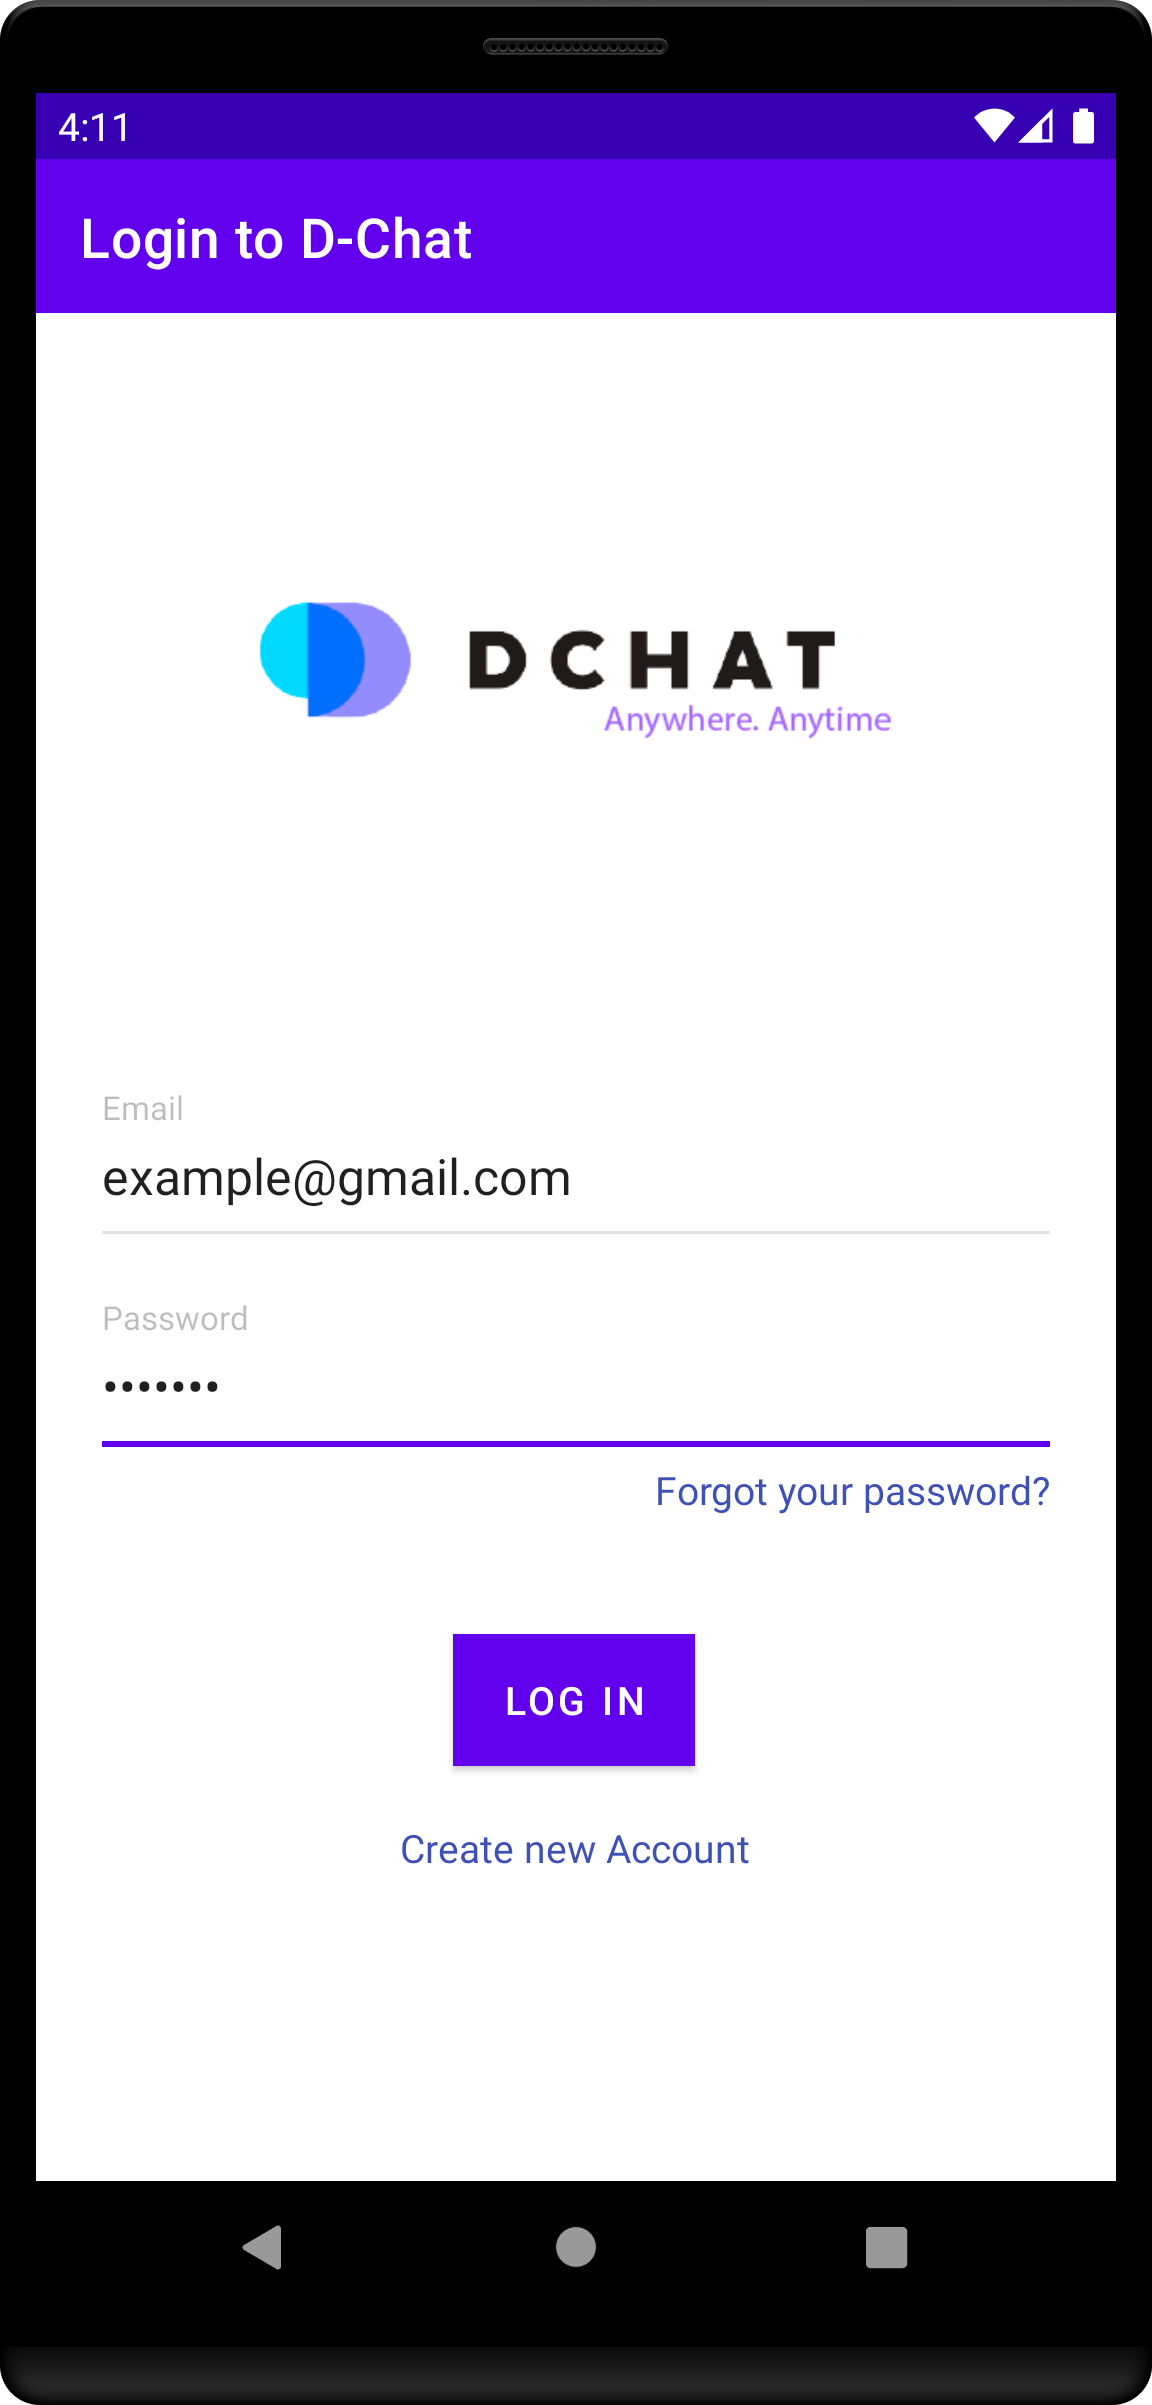 4:11
Login to D-Chat
DCHAT
Anywhere. Anytime
Email
example@gmail.com
Password
•••••••
Forgot your password?
LOG IN
Create new Account